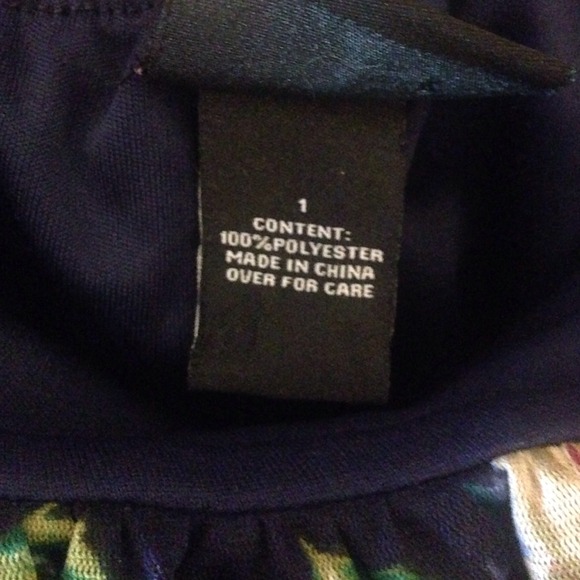 1
CONTENT:
100%POLYESTER
MADE IN CHINA
OVER FOR CARE